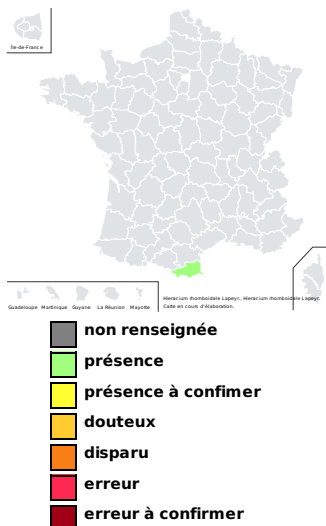 Île-de-France
Guadeloupe Martinique Guyane La Réunion Mayotte
Hieracium rhomboidale Lapeyr., Hieracium rhomboidale Lapeyr.
Carte en cours d'élaboration.
non renseignée
présence
présence à confimer
douteux
disparu
erreur
erreur à confirmer